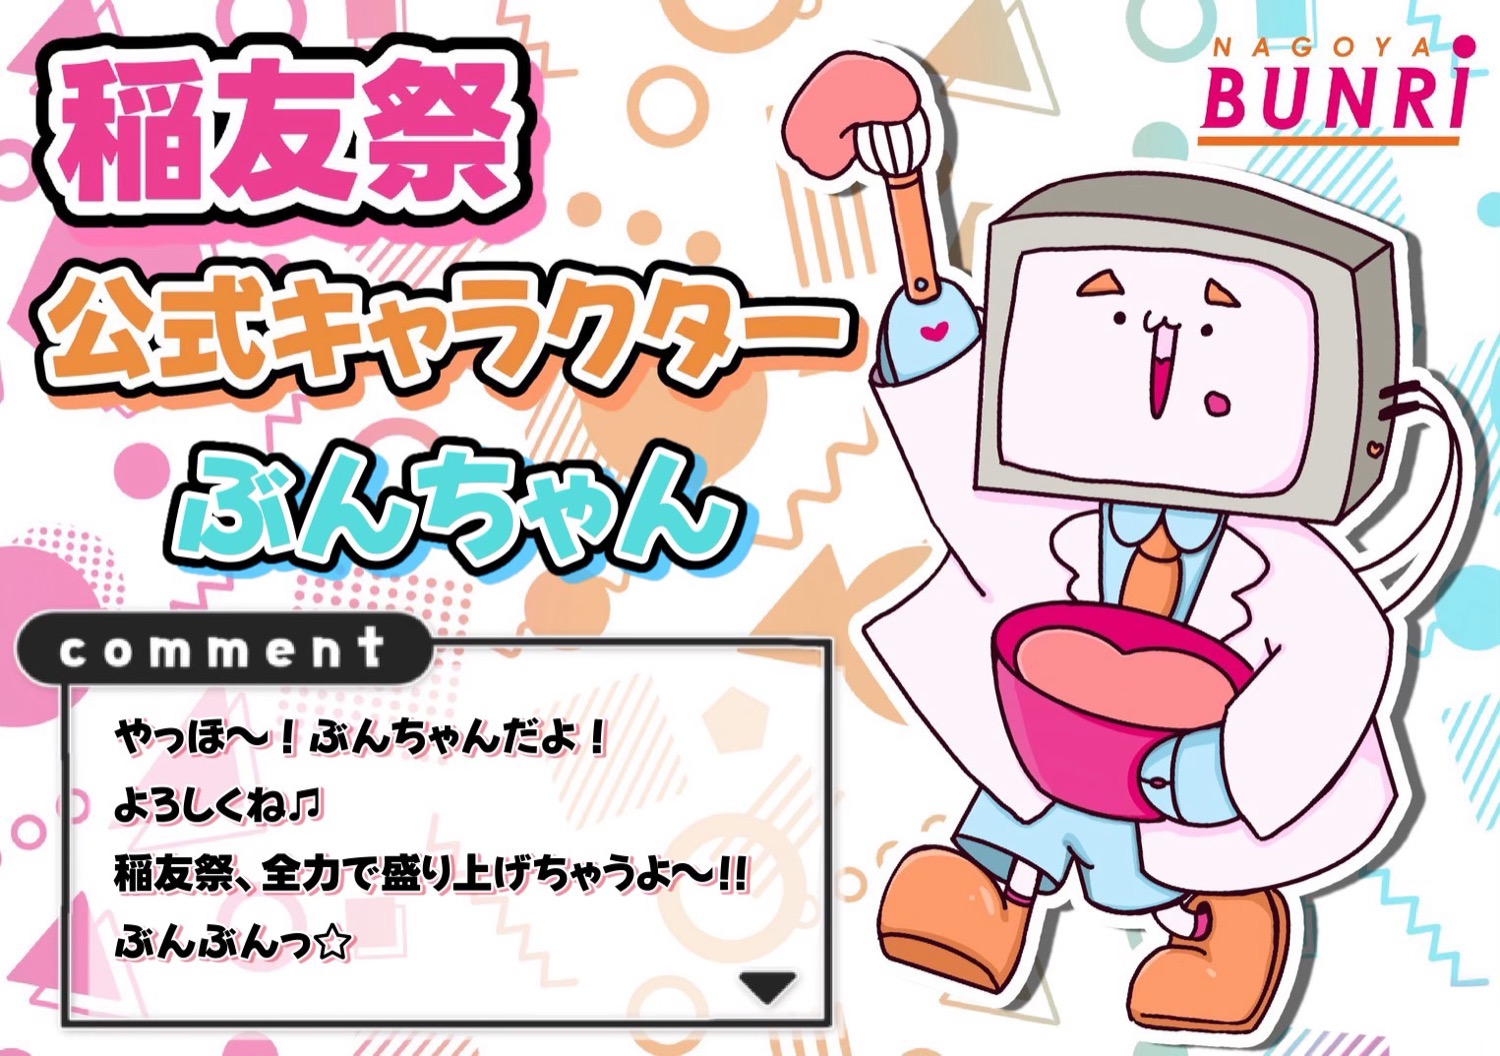 稲友祭
NAGOYA
BUNRi
公式キャラクター
ぶんちゃん
comment
やっほ〜！ぶんちゃんだよ！
よろしくね♫
稲友祭、全力で盛り上げちゃうよ〜!!
ぶんぶんっ☆